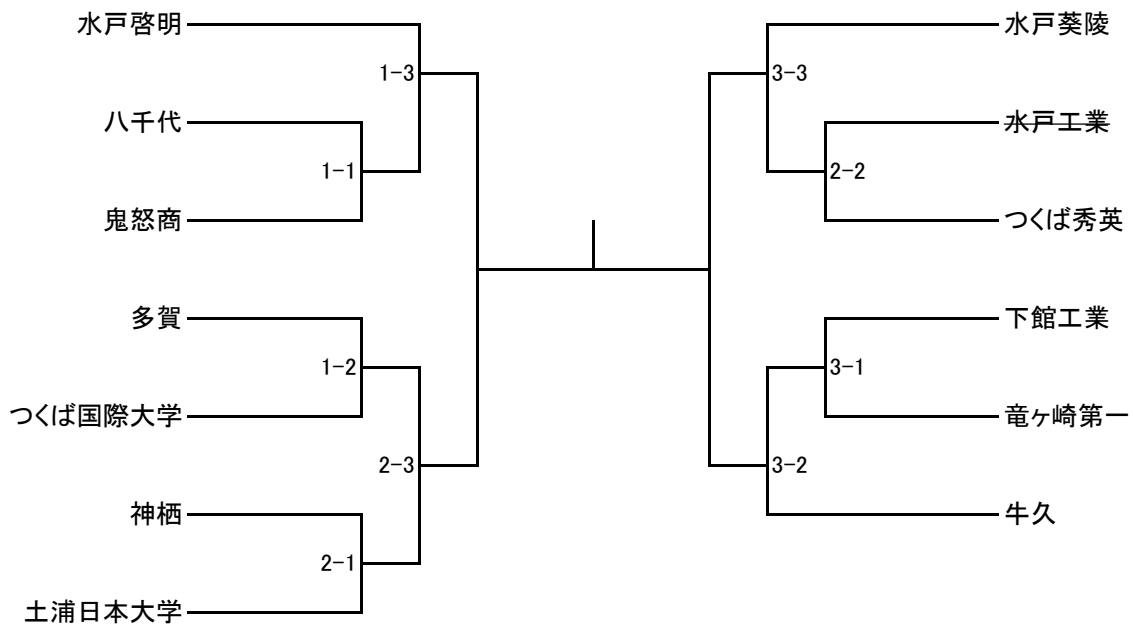 水戸啓明
1-3
八千代
1-1
鬼怒商
多賀
1-2
つくば国際大学
2-3
神栖
2-1
土浦日本大学
水戸葵陵
3-3
水戸工業
2-2
つくば秀英
下館工業
3-1
竜ヶ崎第一
3-2
牛久